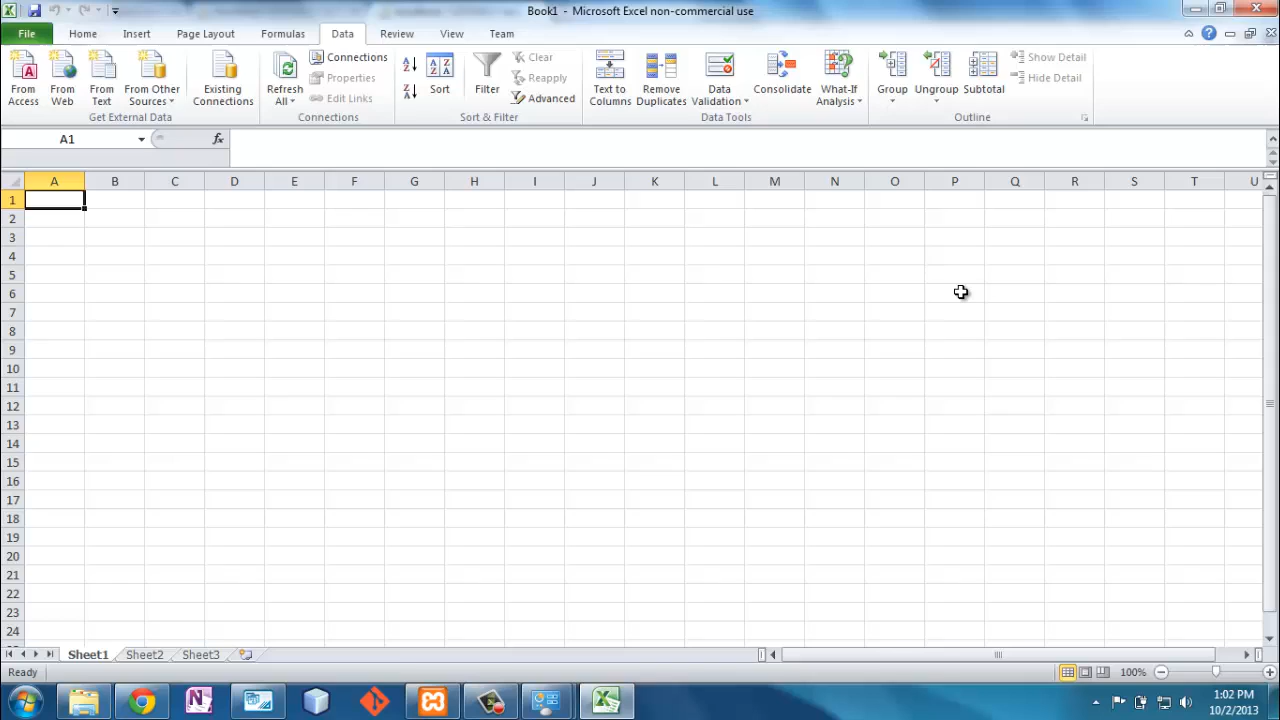 Book1 - Microsoft Excel non-commercial use
File Home Insert Page Layout Formulas Data Review View Team
From Access
From Web
From Text
From Other Sources
Get External Data
Existing Connections
Refresh All
Connections
Properties
Edit Links
Connections
Sort
Filter
Clear
Reapply
Advanced
Sort & Filter
Text to Columns
Remove Duplicates
Data Validation
Consolidate
What-If Analysis
Data Tools
Group
Ungroup
Subtotal
Show Detail
Hide Detail
Outline
A1 fx
A B C D E F G H I J K L M N O P Q R S T U
1
2
3
4
5
6
7
8
9
10
11
12
13
14
15
16
17
18
19
20
21
22
23
24
Sheet1 Sheet2 Sheet3
Ready 100%
1:02 PM
10/2/2013